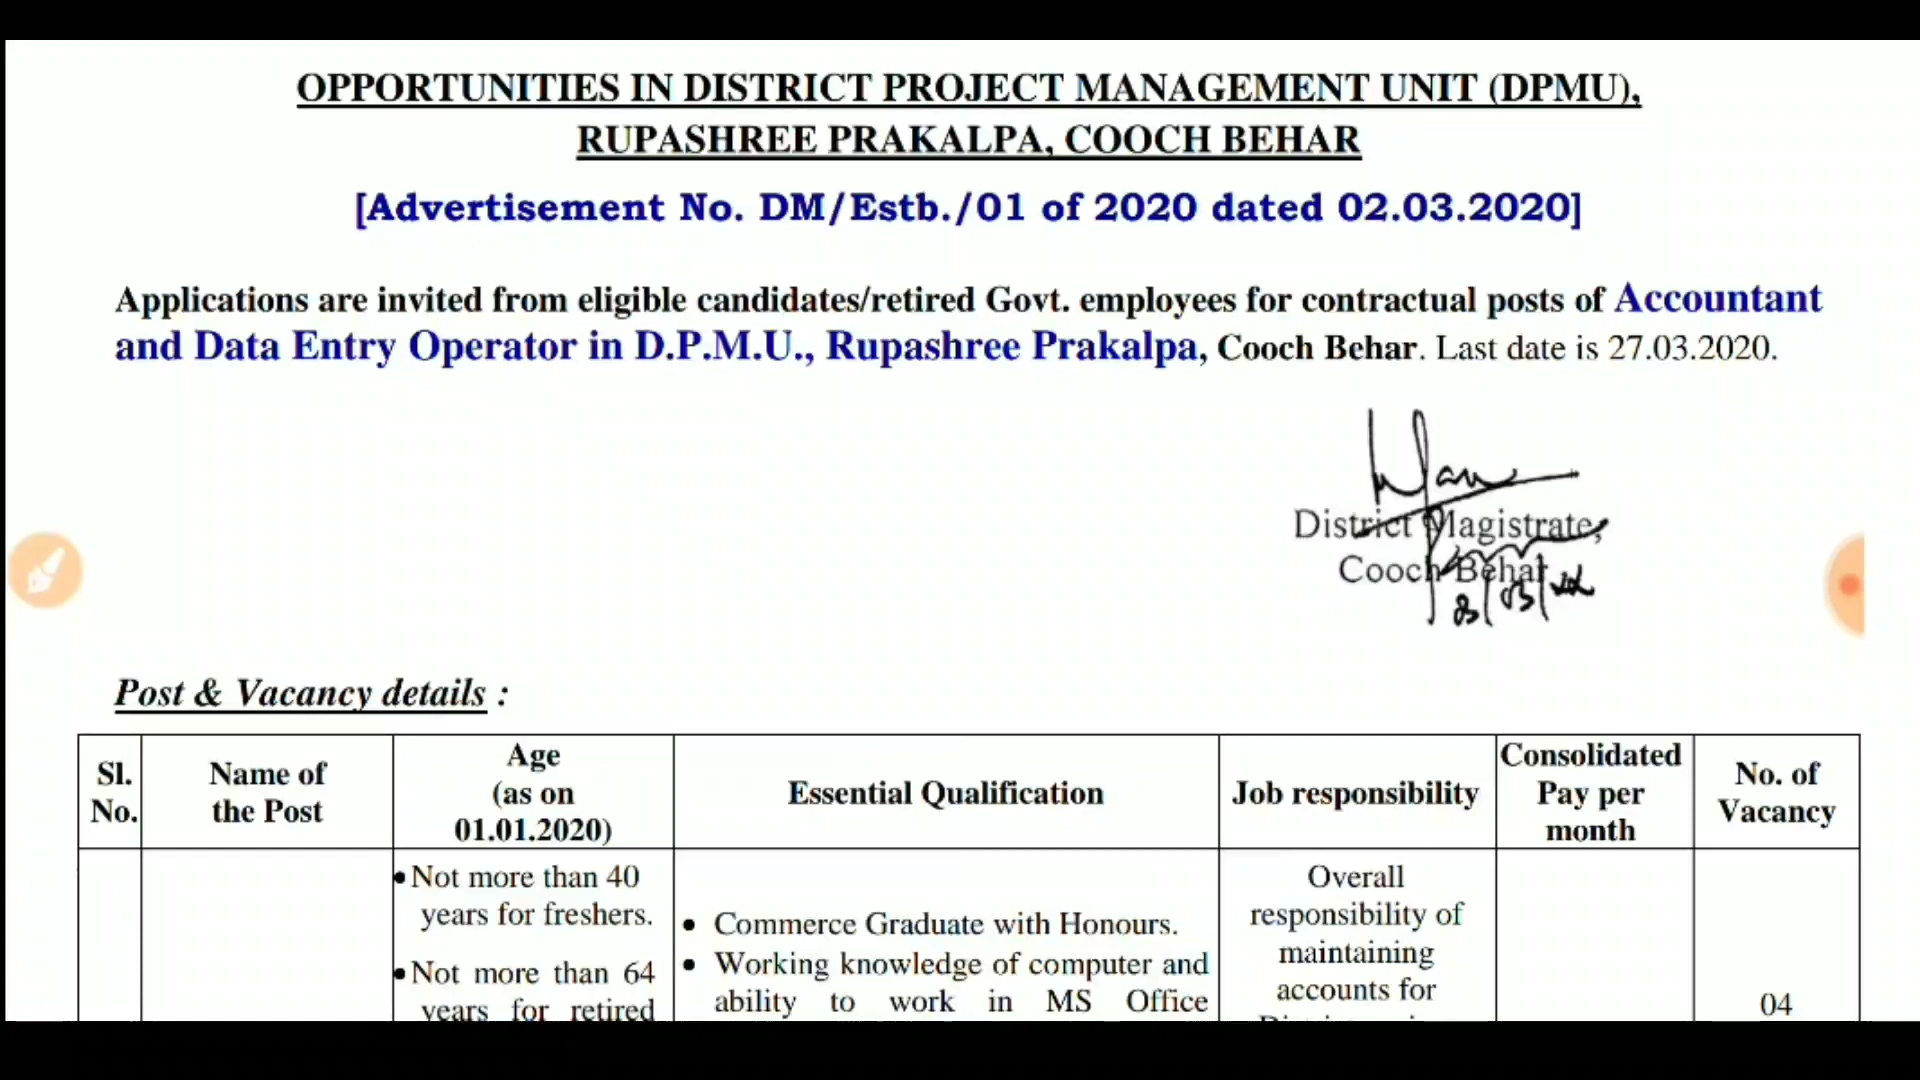 OPPORTUNITIES IN DISTRICT PROJECT MANAGEMENT UNIT (DPMU),
RUPASHREE PRAKALPA, COOCH BEHAR
[Advertisement No. DM/Estb./01 of 2020 dated 02.03.2020]
Applications are invited from eligible candidates/retired Govt. employees for contractual posts of Accountant
and Data Entry Operator in D.P.M.U., Rupashree Prakalpa, Cooch Behar. Last date is 27.03.2020.
District Magistrate,
Cooch Behar
Post & Vacancy details :
Sl.
No.
Name of
the Post
Age
(as on
01.01.2020)
Essential Qualification
Job responsibility
Consolidated
Pay per
month
No. of
Vacancy
• Not more than 40
years for freshers.
• Not more than 64
years for retired
• Commerce Graduate with Honours.
• Working knowledge of computer and
ability to work in MS Office
Overall
responsibility of
maintaining
accounts for
04